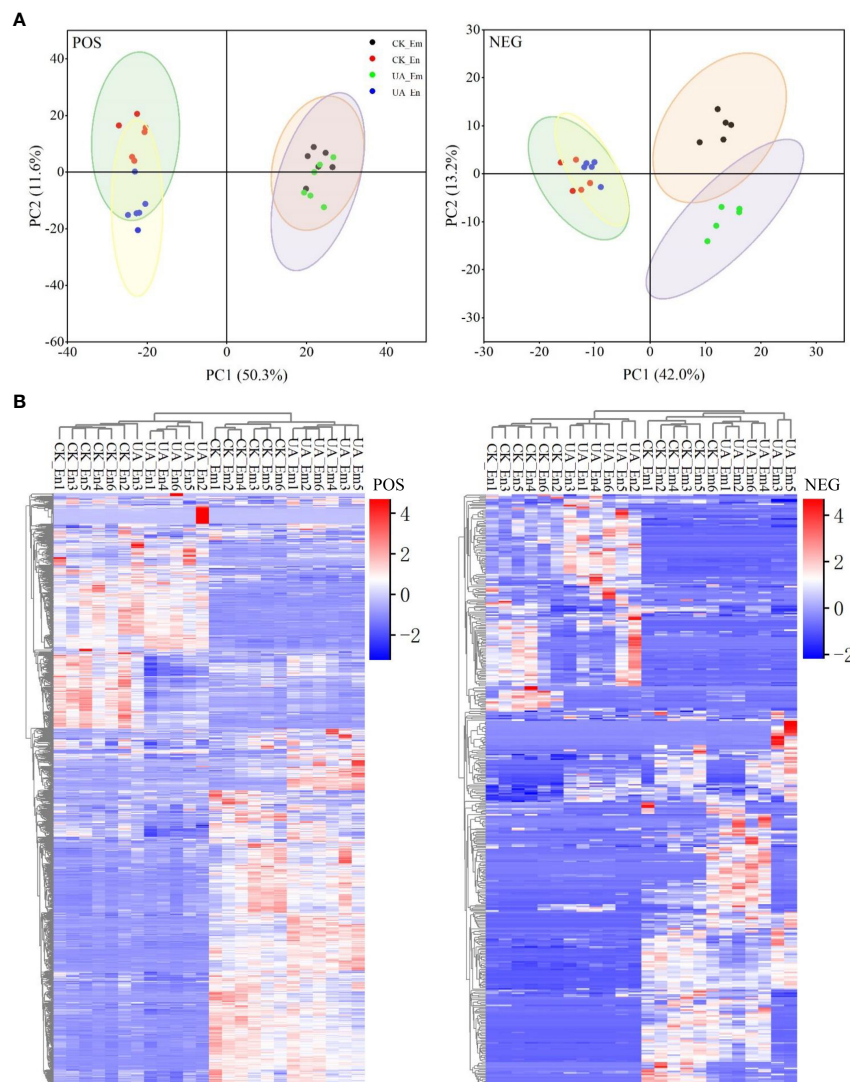 A
POS
CK_Em
CK_En
UA_Em
UA_En
40
20
0
-20
-40
-60
PC2 (11.6%)
-40
-20
0
20
40
PC1 (50.3%)
NEG
30
20
10
0
-10
-20
-30
PC2 (13.2%)
-30
-20
-10
0
10
20
30
PC1 (42.0%)
B
CK_En1
CK_En3
CK_En5
CK_En4
CK_En6
CK_En2
UA_En3
UA_En1
UA_En4
UA_En6
UA_En5
UA_En2
CK_Em1
CK_Em2
CK_Em4
CK_Em3
CK_Em5
CK_Em6
UA_Em1
UA_Em2
UA_Em6
UA_Em4
UA_Em3
UA_Em5
POS
4
2
0
-2
CK_En1
CK_En3
CK_En5
CK_En4
CK_En6
CK_En2
UA_En3
UA_En1
UA_En4
UA_En6
UA_En5
UA_En2
CK_Em1
CK_Em2
CK_Em4
CK_Em3
CK_Em5
CK_Em6
UA_Em1
UA_Em2
UA_Em6
UA_Em4
UA_Em3
UA_Em5
NEG
4
2
0
-2